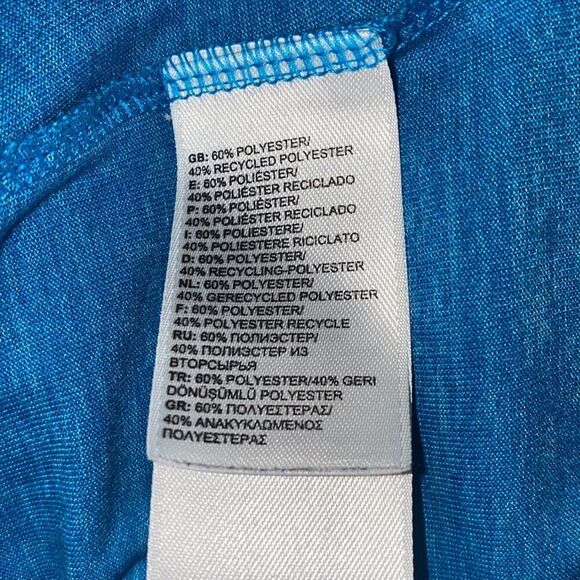 GB: 60% POLYESTER/
40% RECYCLED POLYESTER
E: 60% POLIÉSTER/
40% POLIÉSTER RECICLADO
P: 60% POLIÉSTER/
40% POLIÉSTER RECICLADO
I: 60% POLIESTERE/
40% POLIESTERE RICICLATO
D: 60% POLYESTER/
40% RECYCLING-POLYESTER
NL: 60% POLYESTER/
40% GERECYCLED POLYESTER
F: 60% POLYESTER/
40% POLYESTER RECYCLE
RU: 60% ПОЛИЭСТЕР/
40% ПОЛИЭСТЕР ИЗ
ВТОРСЫРЬЯ
TR: 60% POLYESTER/40% GERI
DÖNÜŞÜMLÜ POLYESTER
GR: 60% ΠΟΛΥΕΣΤΕΡΑΣ/
40% ΑΝΑΚΥΚΛΩΜΕΝΟΣ
ΠΟΛΥΕΣΤΕΡΑΣ